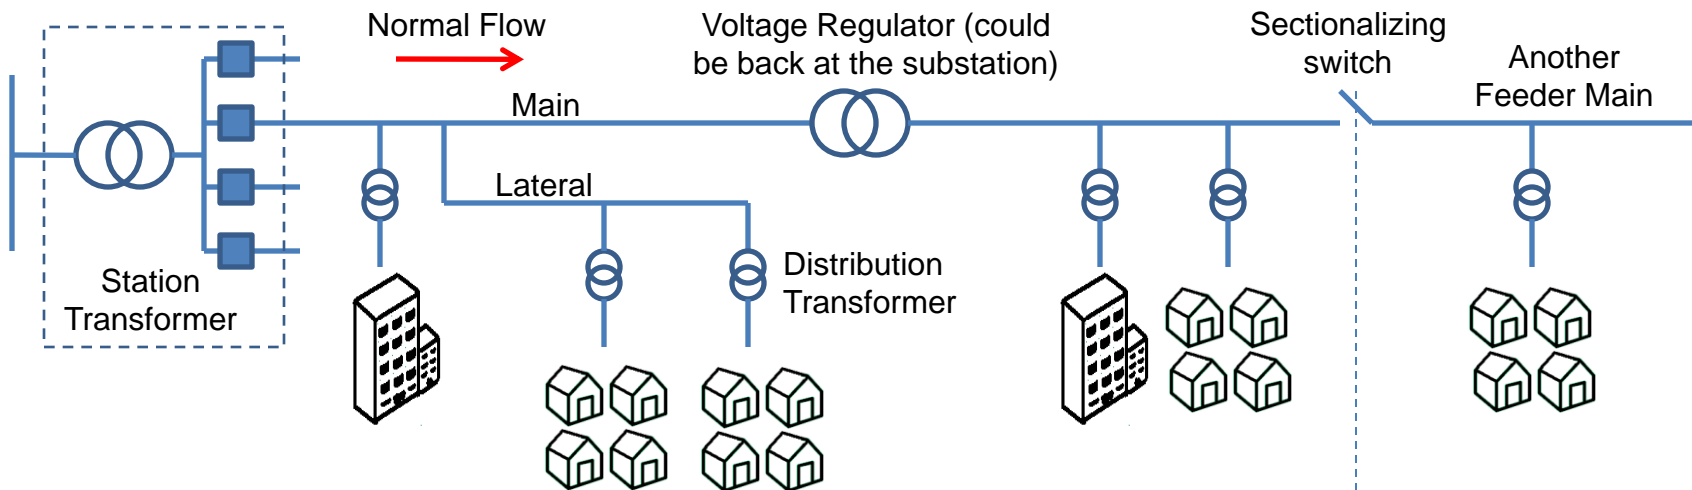 Normal Flow
Voltage Regulator (could
be back at the substation)
Sectionalizing
switch
Another
Feeder Main
Main
Lateral
Station
Transformer
Distribution
Transformer